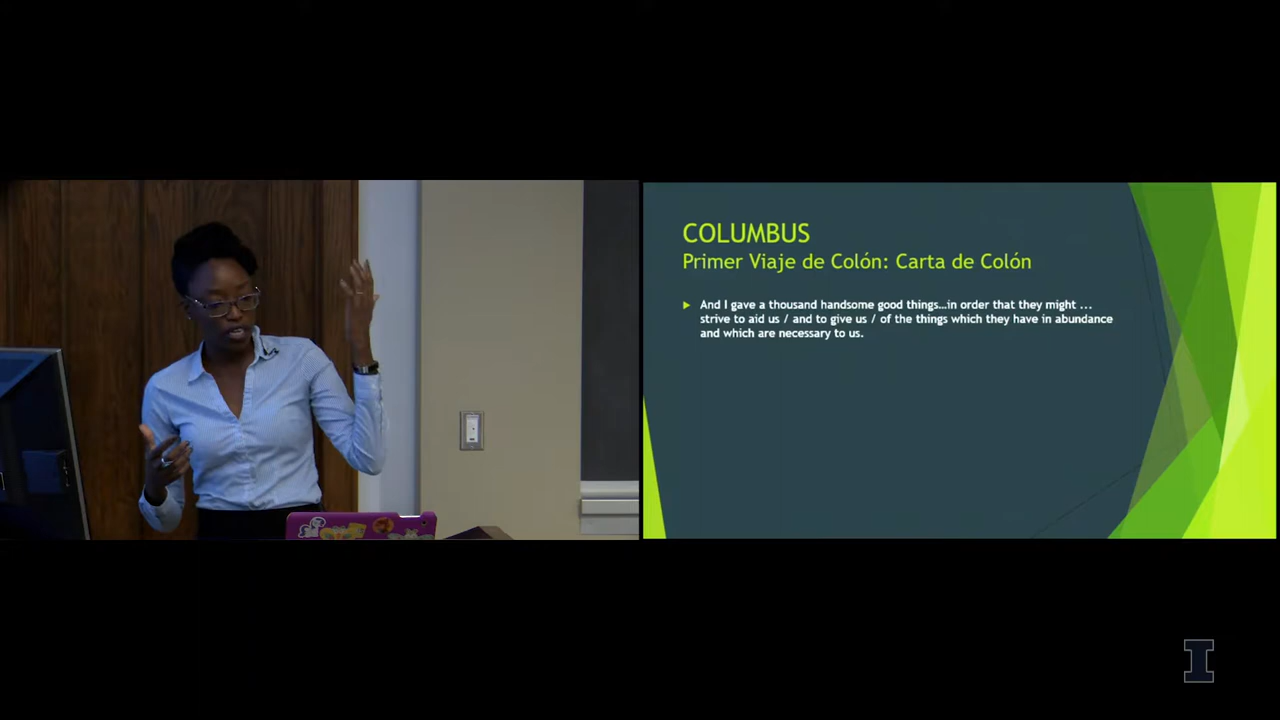 COLUMBUS
Primer Viaje de Colón: Carta de Colón
And I gave a thousand handsome good things…in order that they might ...
strive to aid us / and to give us / of the things which they have in abundance
and which are necessary to us.
I